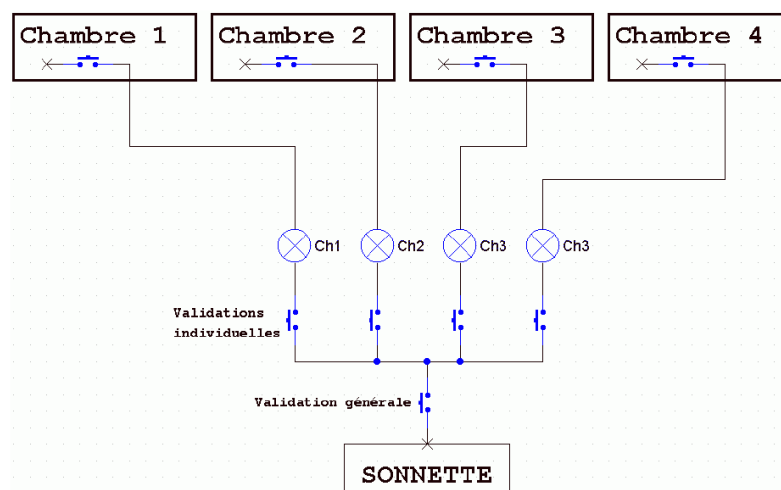 Chambre 1
Chambre 2
Chambre 3
Chambre 4
Ch1
Ch2
Ch3
Ch3
Validations
individuelles
Validation générale
SONNETTE